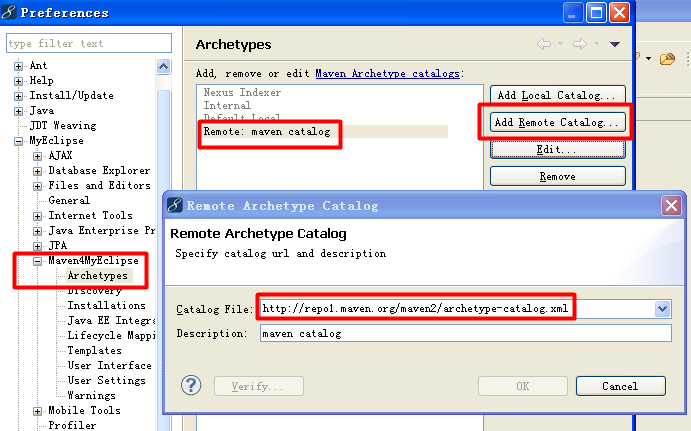 Preferences
type filter text
Ant
Help
Install/Update
Java
JDT Weaving
MyEclipse
AJAX
Database Explorer
Files and Editors
General
Internet Tools
Java Enterprise Pr
JPA
Maven4MyEclipse
Archetypes
Discovery
Installations
Java EE Integra
Lifecycle Mappi
Templates
User Interface
User Settings
Warnings
Mobile Tools
Profiler
Archetypes
Add, remove or edit Maven Archetype catalogs:
Nexus Indexer
Internal
Default Local
Remote: maven catalog
Add Local Catalog...
Add Remote Catalog...
Edit...
Remove
Remote Archetype Catalog
Remote Archetype Catalog
Specify catalog url and description
Catalog File: http://repo1.maven.org/maven2/archetype-catalog.xml
Description: maven catalog
? Verify... OK Cancel